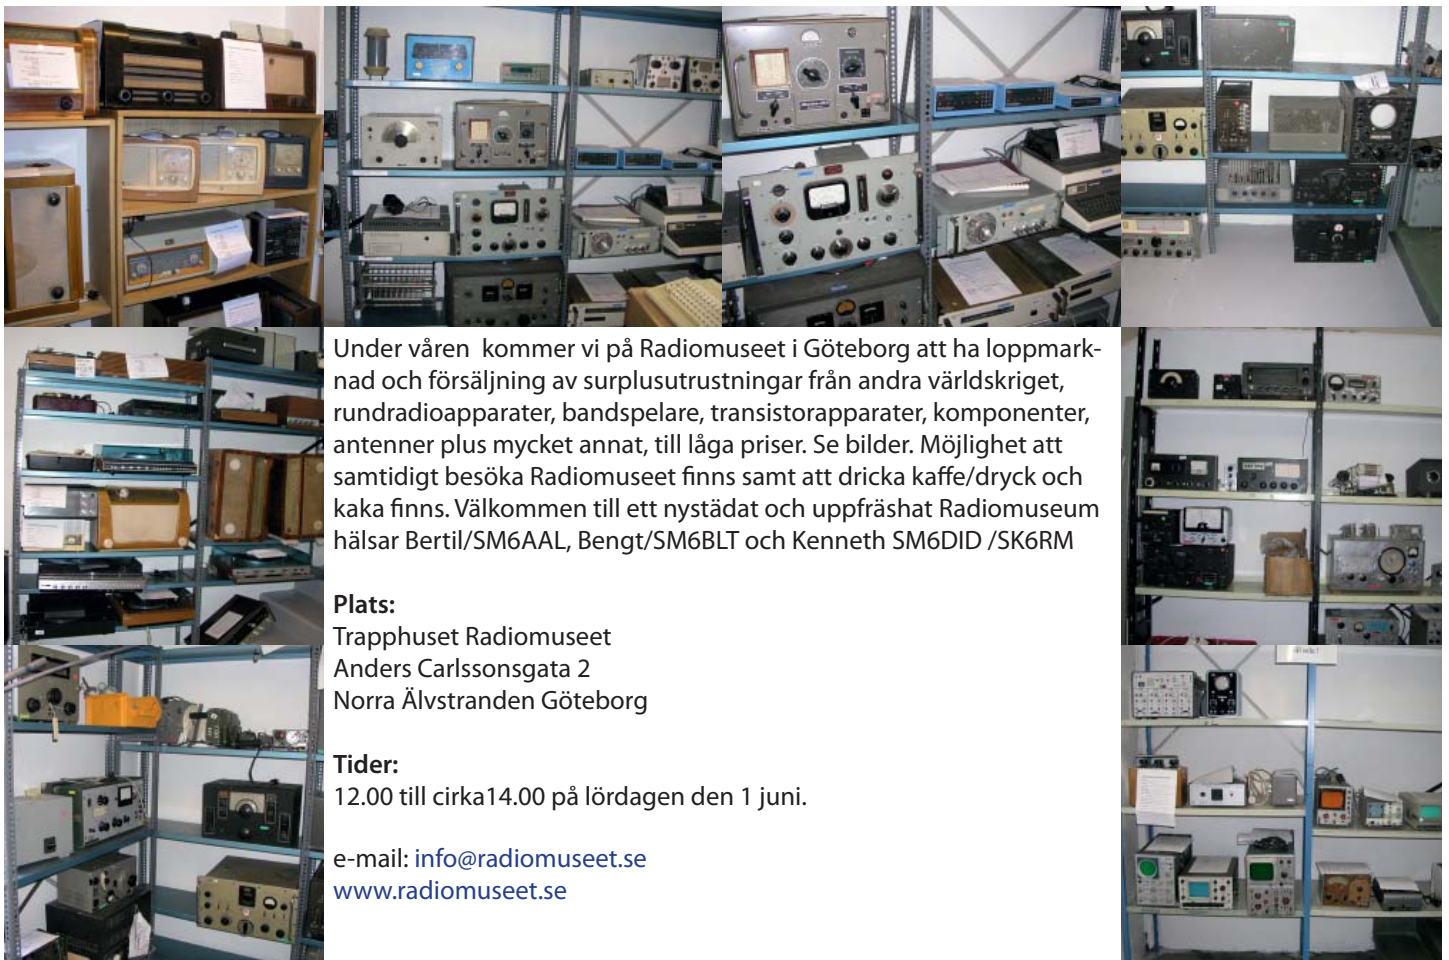 Under våren  kommer vi på Radiomuseet i Göteborg att ha loppmark-
nad och försäljning av surplusutrustningar från andra världskriget,
rundradioapparater, bandspelare, transistorapparater, komponenter,
antenner plus mycket annat, till låga priser. Se bilder. Möjlighet att
samtidigt besöka Radiomuseet finns samt att dricka kaffe/dryck och
kaka finns. Välkommen till ett nystädat och uppfräshat Radiomuseum
hälsar Bertil/SM6AAL, Bengt/SM6BLT och Kenneth SM6DID /SK6RM
Plats:
Trapphuset Radiomuseet
Anders Carlssonsgata 2
Norra Älvstranden Göteborg
Tider:
12.00 till cirka14.00 på lördagen den 1 juni.
e-mail: info@radiomuseet.se
www.radiomuseet.se